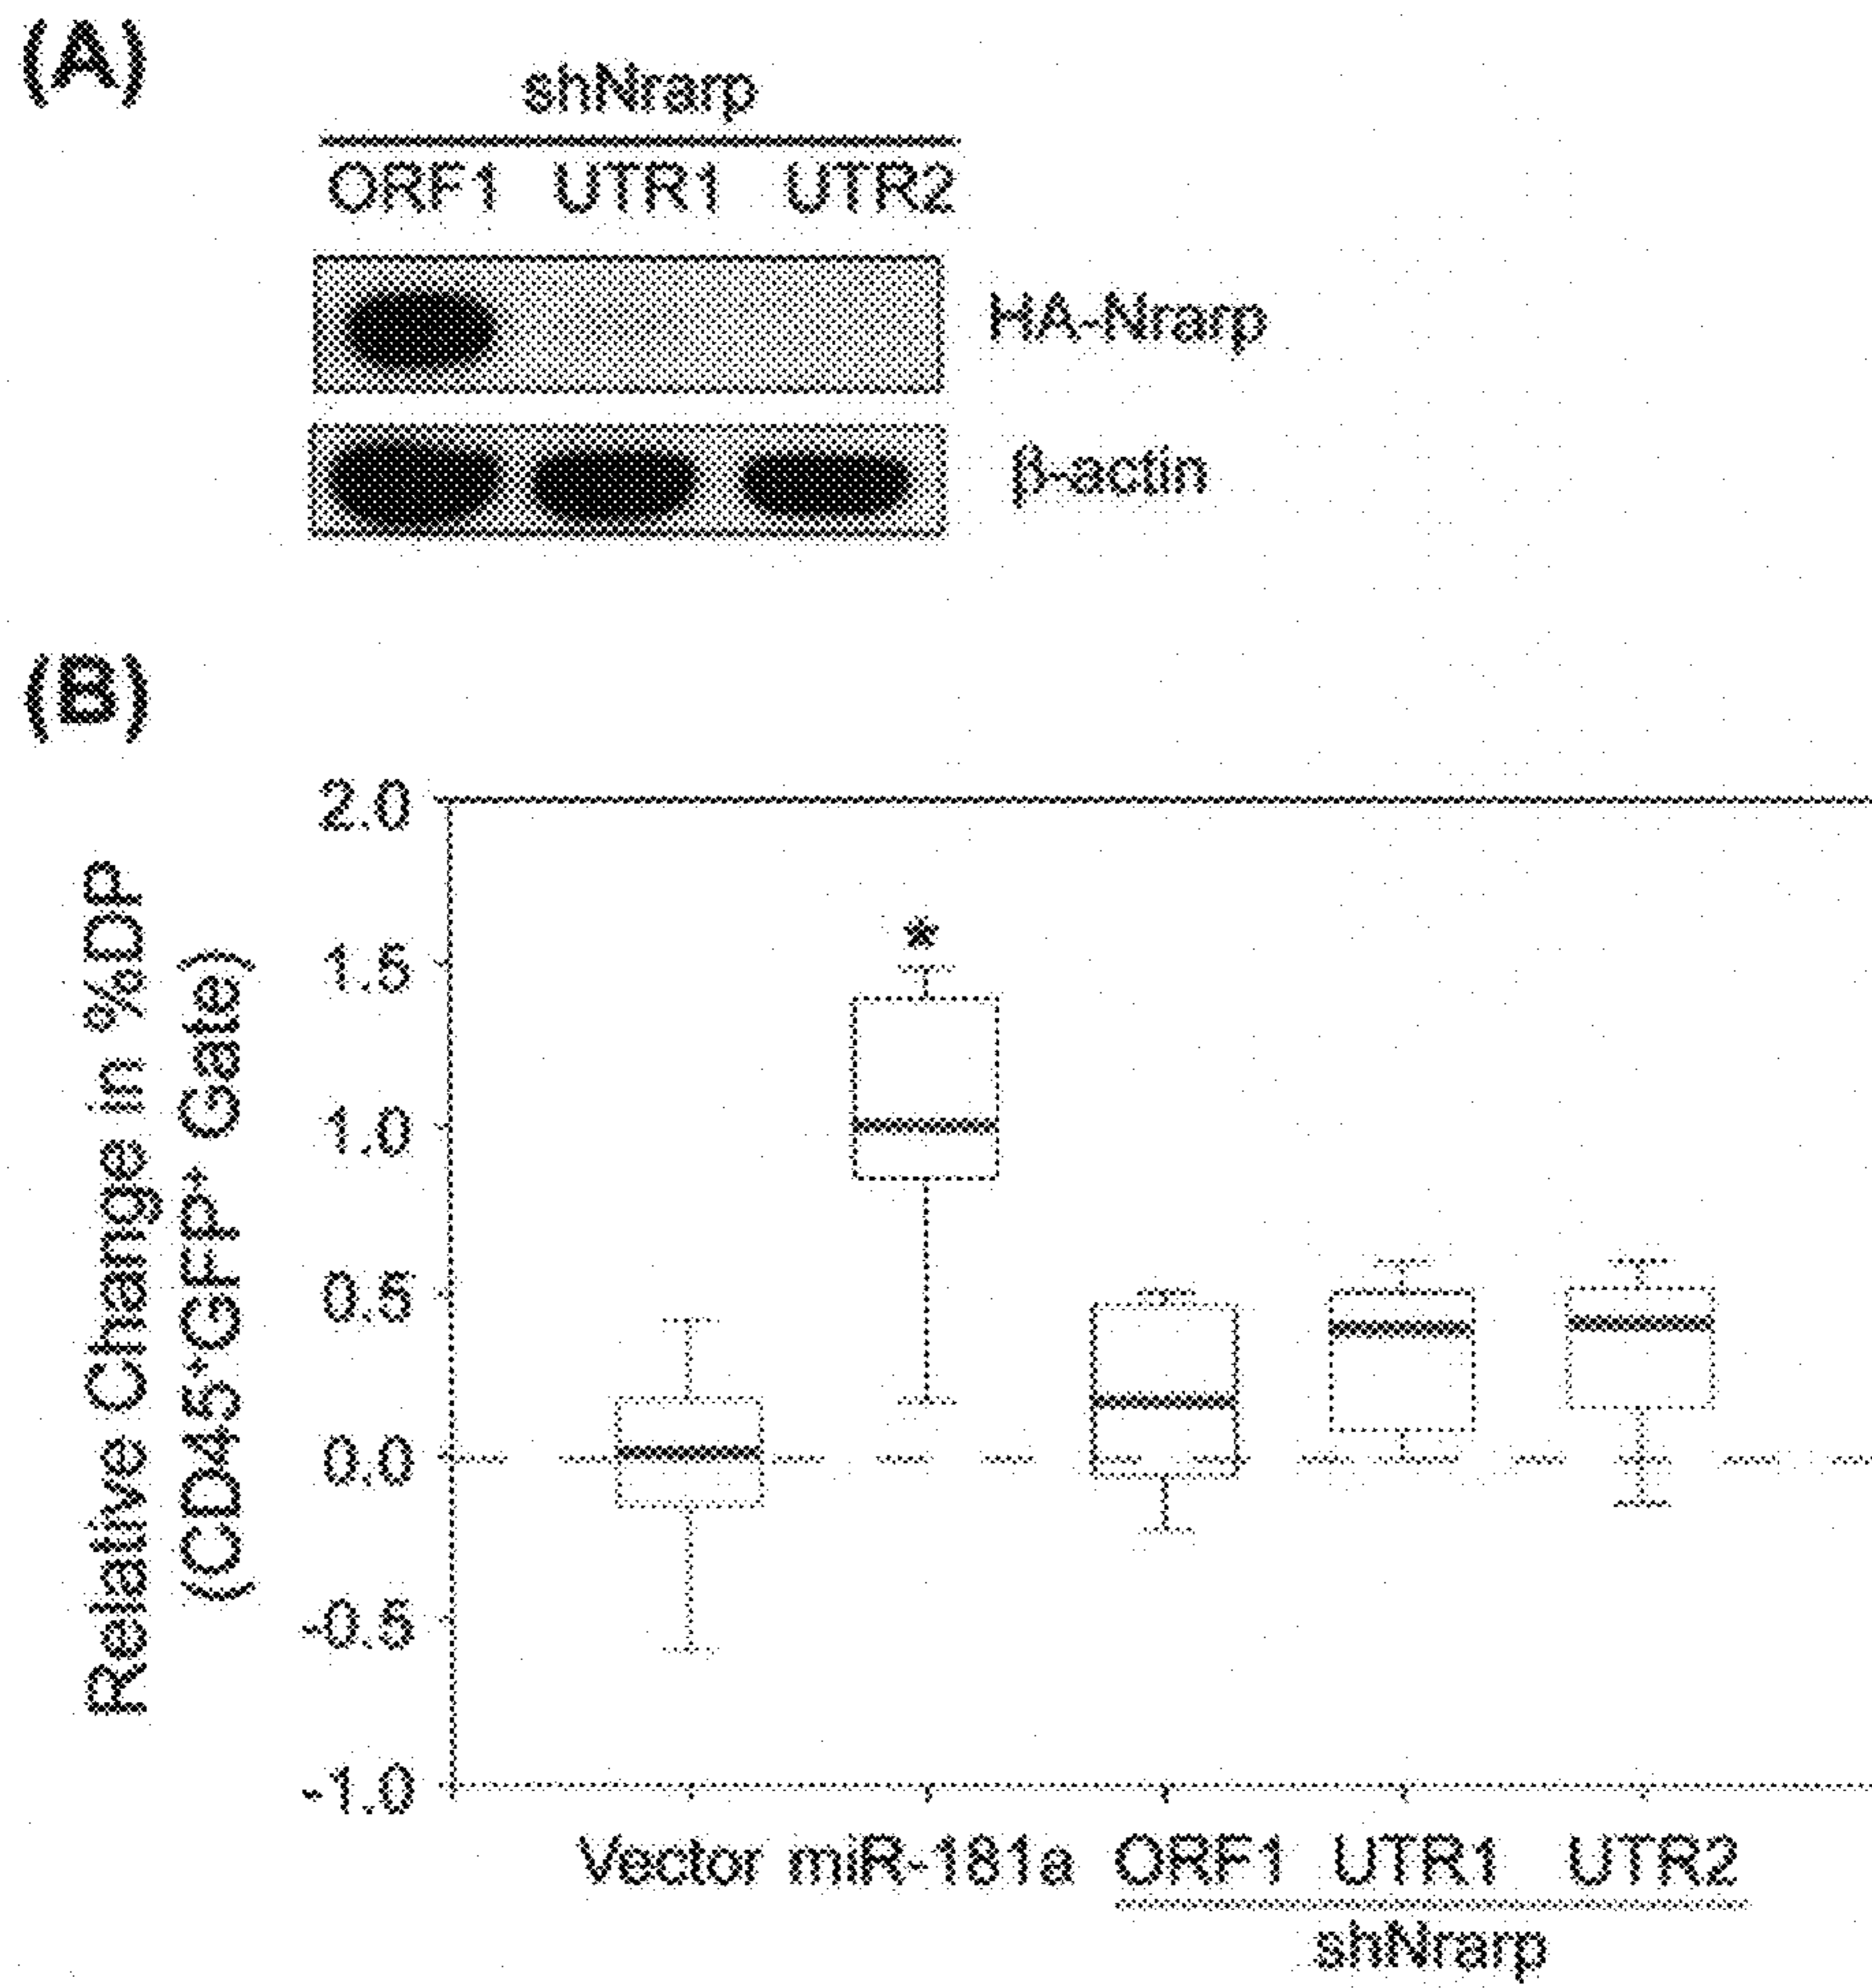 (A)
shNrarp
ORF1 UTR1 UTR2
HA-Nrarp
β-actin
(B)
Relative Change in %DP
(CD45⁺GFP⁺ Gate)
2.0
1.5
*
1.0
0.5
0.0
-0.5
-1.0
Vector miR-181a ORF1 UTR1 UTR2
shNrarp